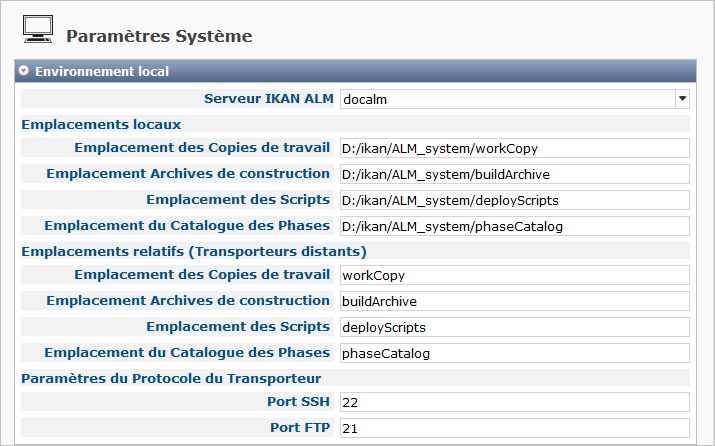 Paramètres Système
Environnement local
Serveur IKAN ALM docalm
Emplacements locaux
Emplacement des Copies de travail D:/ikan/ALM_system/workCopy
Emplacement Archives de construction D:/ikan/ALM_system/buildArchive
Emplacement des Scripts D:/ikan/ALM_system/deployScripts
Emplacement du Catalogue des Phases D:/ikan/ALM_system/phaseCatalog
Emplacements relatifs (Transporteurs distants)
Emplacement des Copies de travail workCopy
Emplacement Archives de construction buildArchive
Emplacement des Scripts deployScripts
Emplacement du Catalogue des Phases phaseCatalog
Paramètres du Protocole du Transporteur
Port SSH 22
Port FTP 21